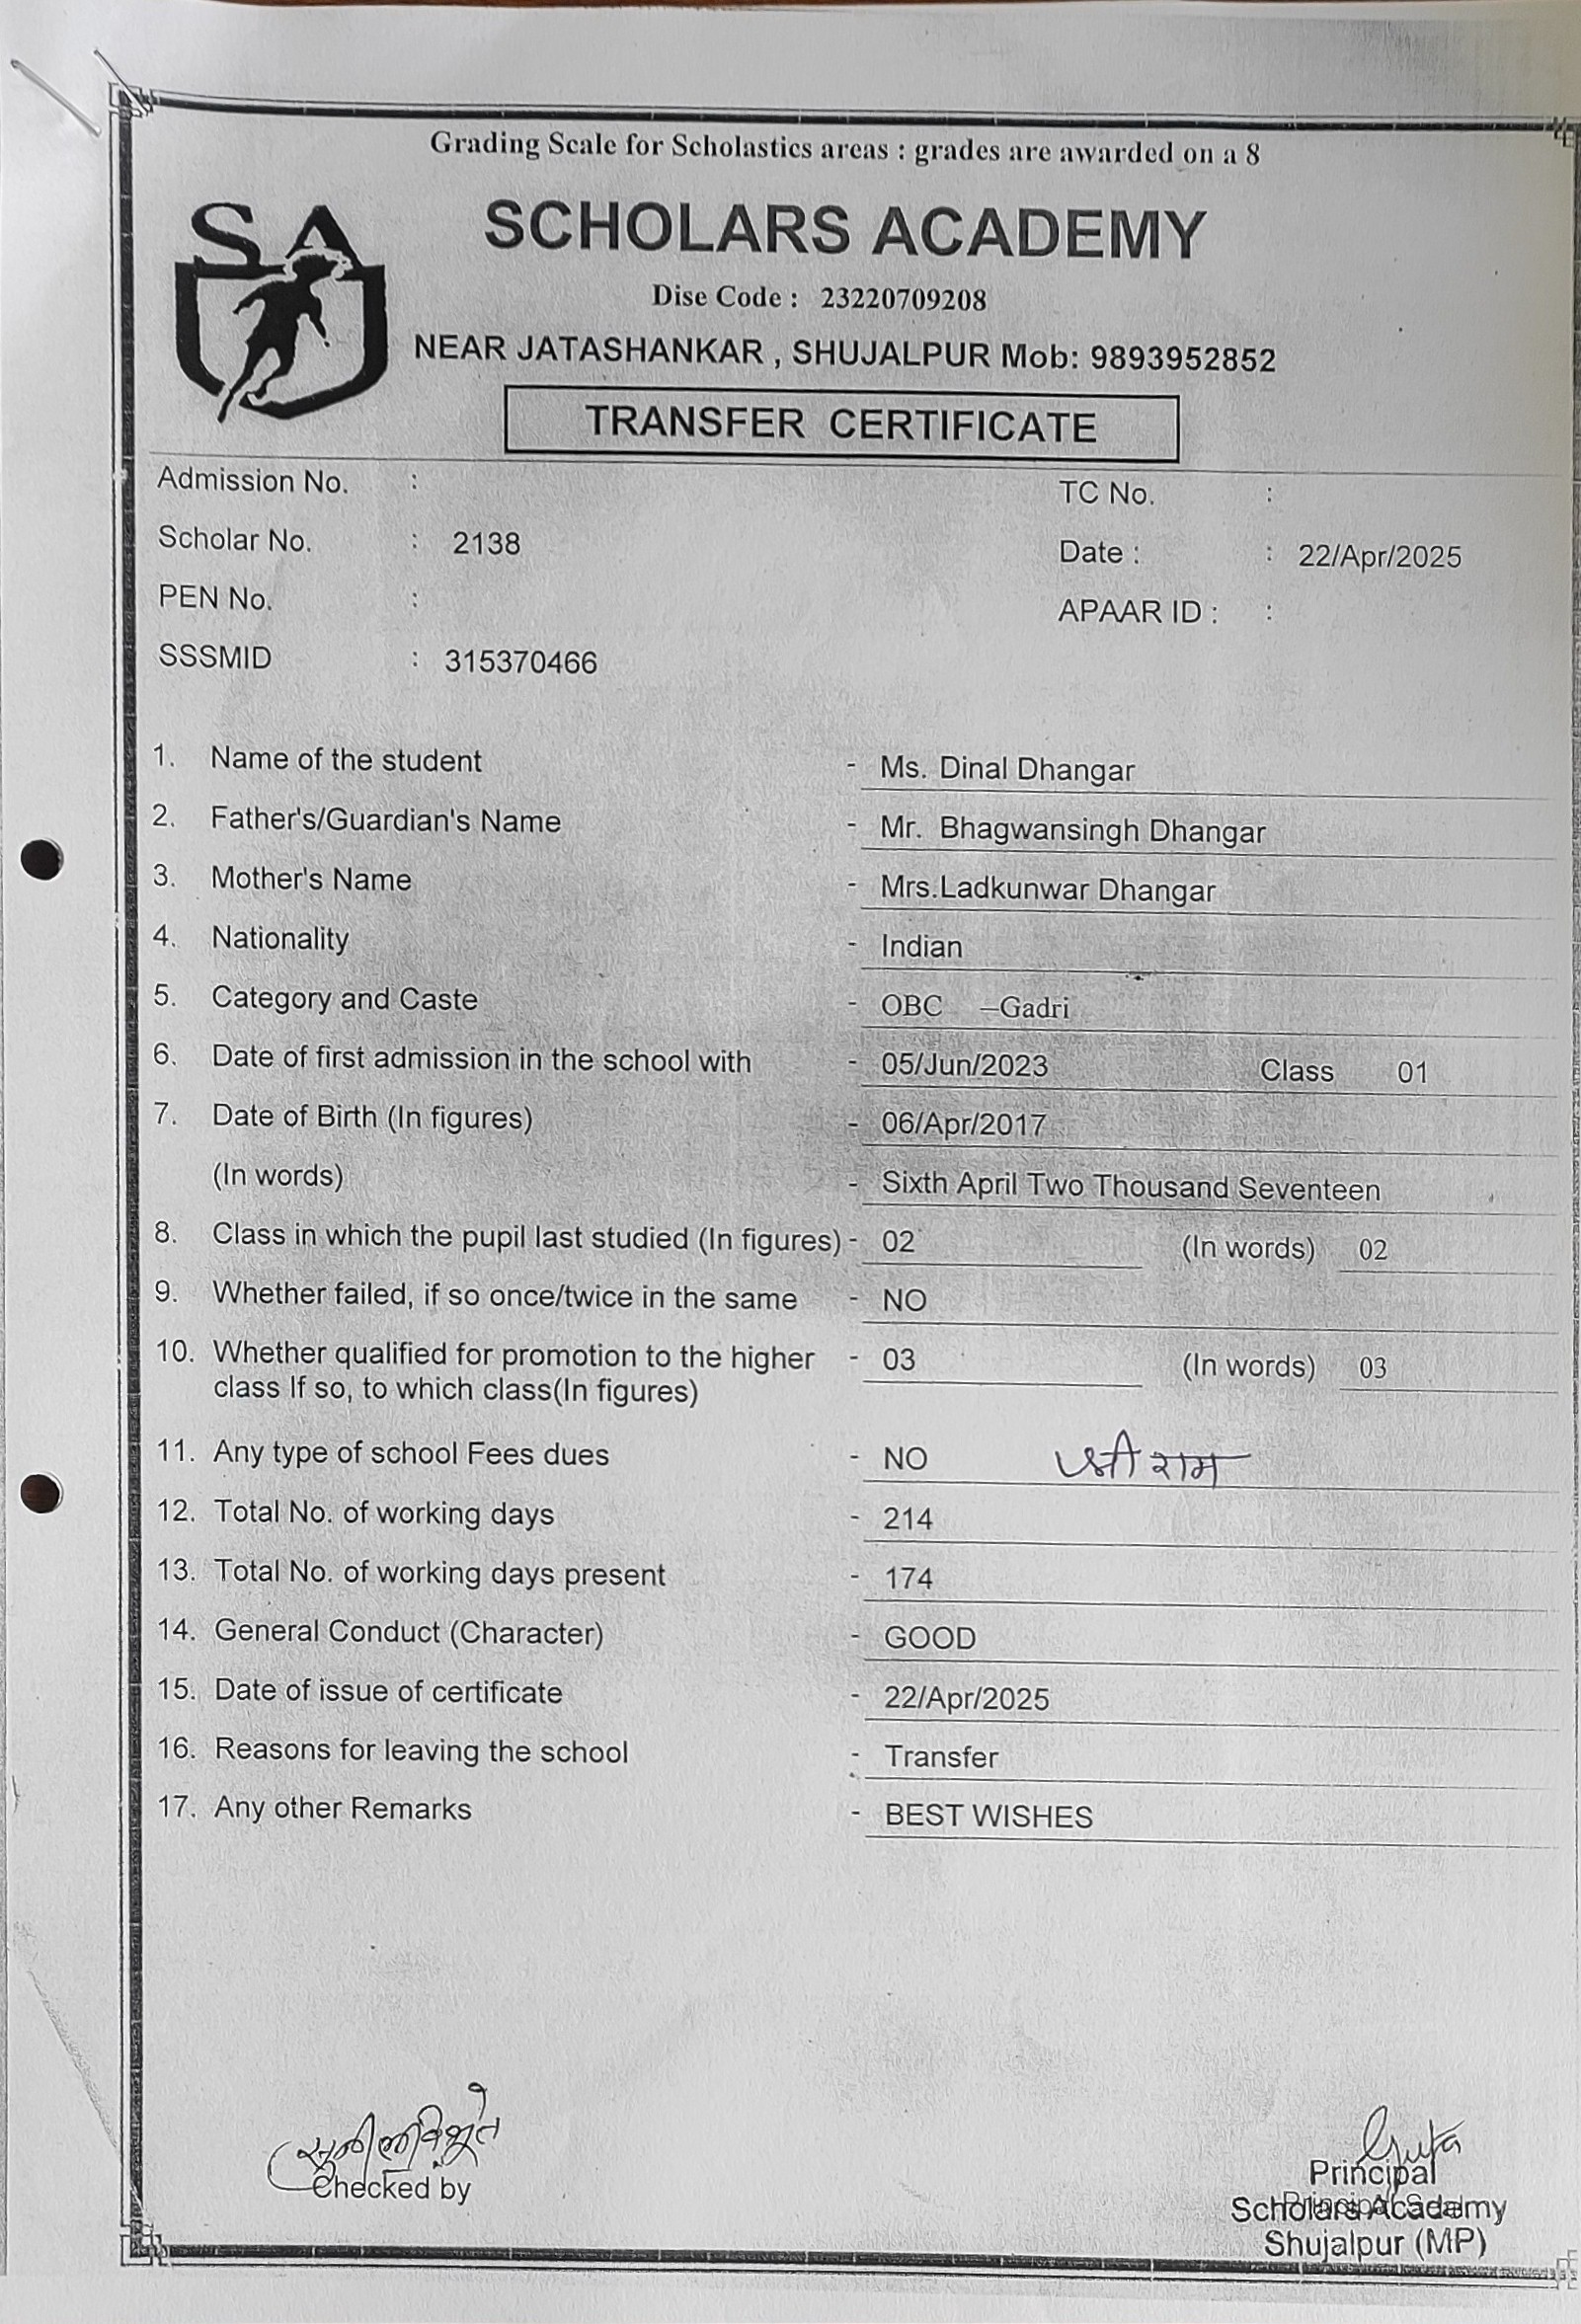 Grading Scale for Scholastics areas : grades are awarded on a 8
SA
SCHOLARS ACADEMY
Dise Code : 23220709208
NEAR JATASHANKAR , SHUJALPUR Mob: 9893952852
TRANSFER CERTIFICATE
Admission No. :
TC No. :
Scholar No. : 2138
Date : : 22/Apr/2025
PEN No. :
APAAR ID : :
SSSMID : 315370466
1. Name of the student - Ms. Dinal Dhangar
2. Father's/Guardian's Name - Mr. Bhagwansingh Dhangar
3. Mother's Name - Mrs.Ladkunwar Dhangar
4. Nationality - Indian
5. Category and Caste - OBC –Gadri
6. Date of first admission in the school with - 05/Jun/2023 Class 01
7. Date of Birth (In figures) - 06/Apr/2017
(In words) - Sixth April Two Thousand Seventeen
8. Class in which the pupil last studied (In figures) - 02 (In words) 02
9. Whether failed, if so once/twice in the same - NO
10. Whether qualified for promotion to the higher - 03 (In words) 03
class If so, to which class(In figures)
11. Any type of school Fees dues - NO श्री राम
12. Total No. of working days - 214
13. Total No. of working days present - 174
14. General Conduct (Character) - GOOD
15. Date of issue of certificate - 22/Apr/2025
16. Reasons for leaving the school - Transfer
17. Any other Remarks - BEST WISHES
Checked by
Principal
Scholars Academy
Shujalpur (MP)